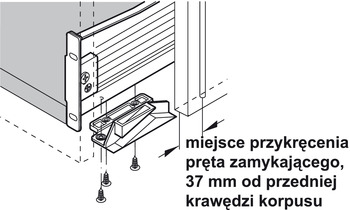 miejsce przykręcenia
pręta zamykającego,
37 mm od przedniej
krawędzi korpusu